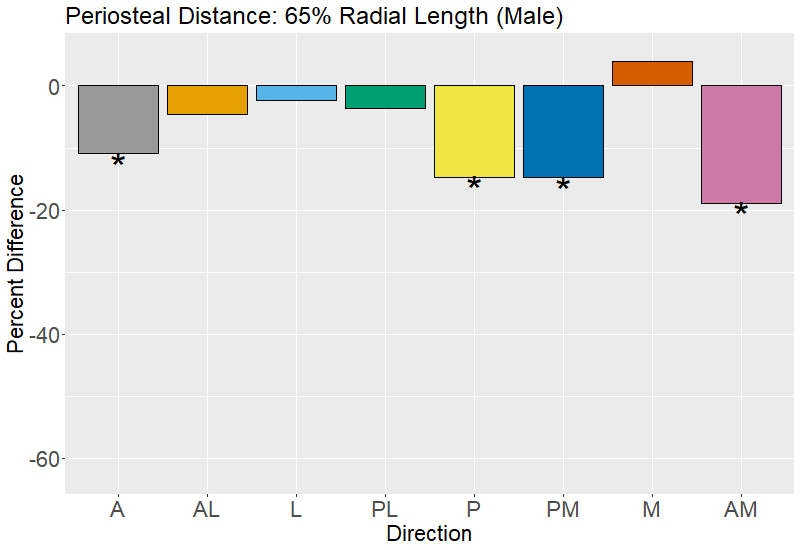 Periosteal Distance: 65% Radial Length (Male)
Percent Difference
0
-20
-40
-60
*
*
*
*
A AL L PL P PM M AM
Direction